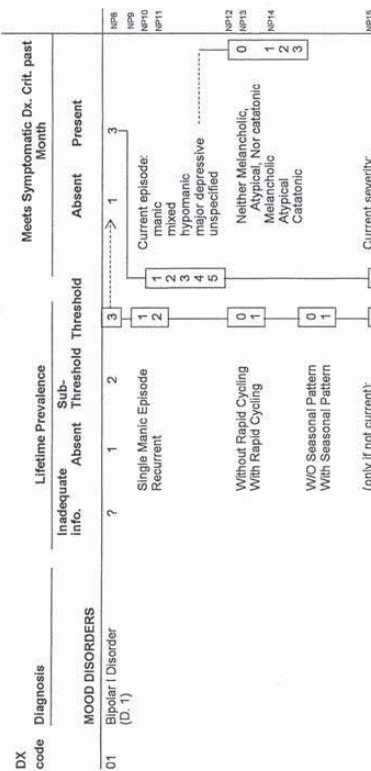 DX
code
Diagnosis
Lifetime Prevalence
Meets Symptomatic Dx. Crit. past
Month
Inadequate
info.
Absent
Sub-
Threshold
Threshold
Absent
Present
MOOD DISORDERS
01
Bipolar I Disorder
(D. 1)
? 1 2 3 1 3
NP8
NP9
Single Manic Episode 1
Recurrent 2
NP10
NP11
Current episode:
1 manic
2 mixed
3 hypomanic
4 major depressive
5 unspecified
Without Rapid Cycling 0
With Rapid Cycling 1
NP12
NP13
NP14
Neither Melancholic, 0
Atypical, Nor catatonic
Melancholic 1
Atypical 2
Catatonic 3
W/O Seasonal Pattern 0
With Seasonal Pattern 1
(only if not current):
Current severity:
NP15